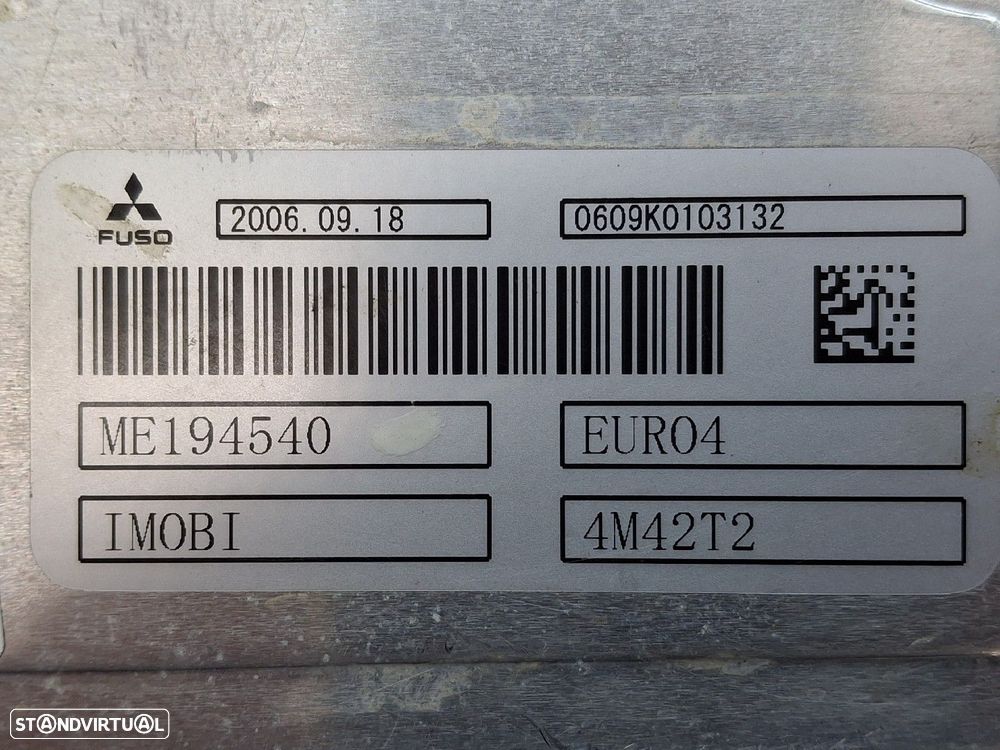 FUSO
2006.09.18
0609K0103132
ME194540
EURO4
IMOBI
4M42T2
STANDVIRTUAL